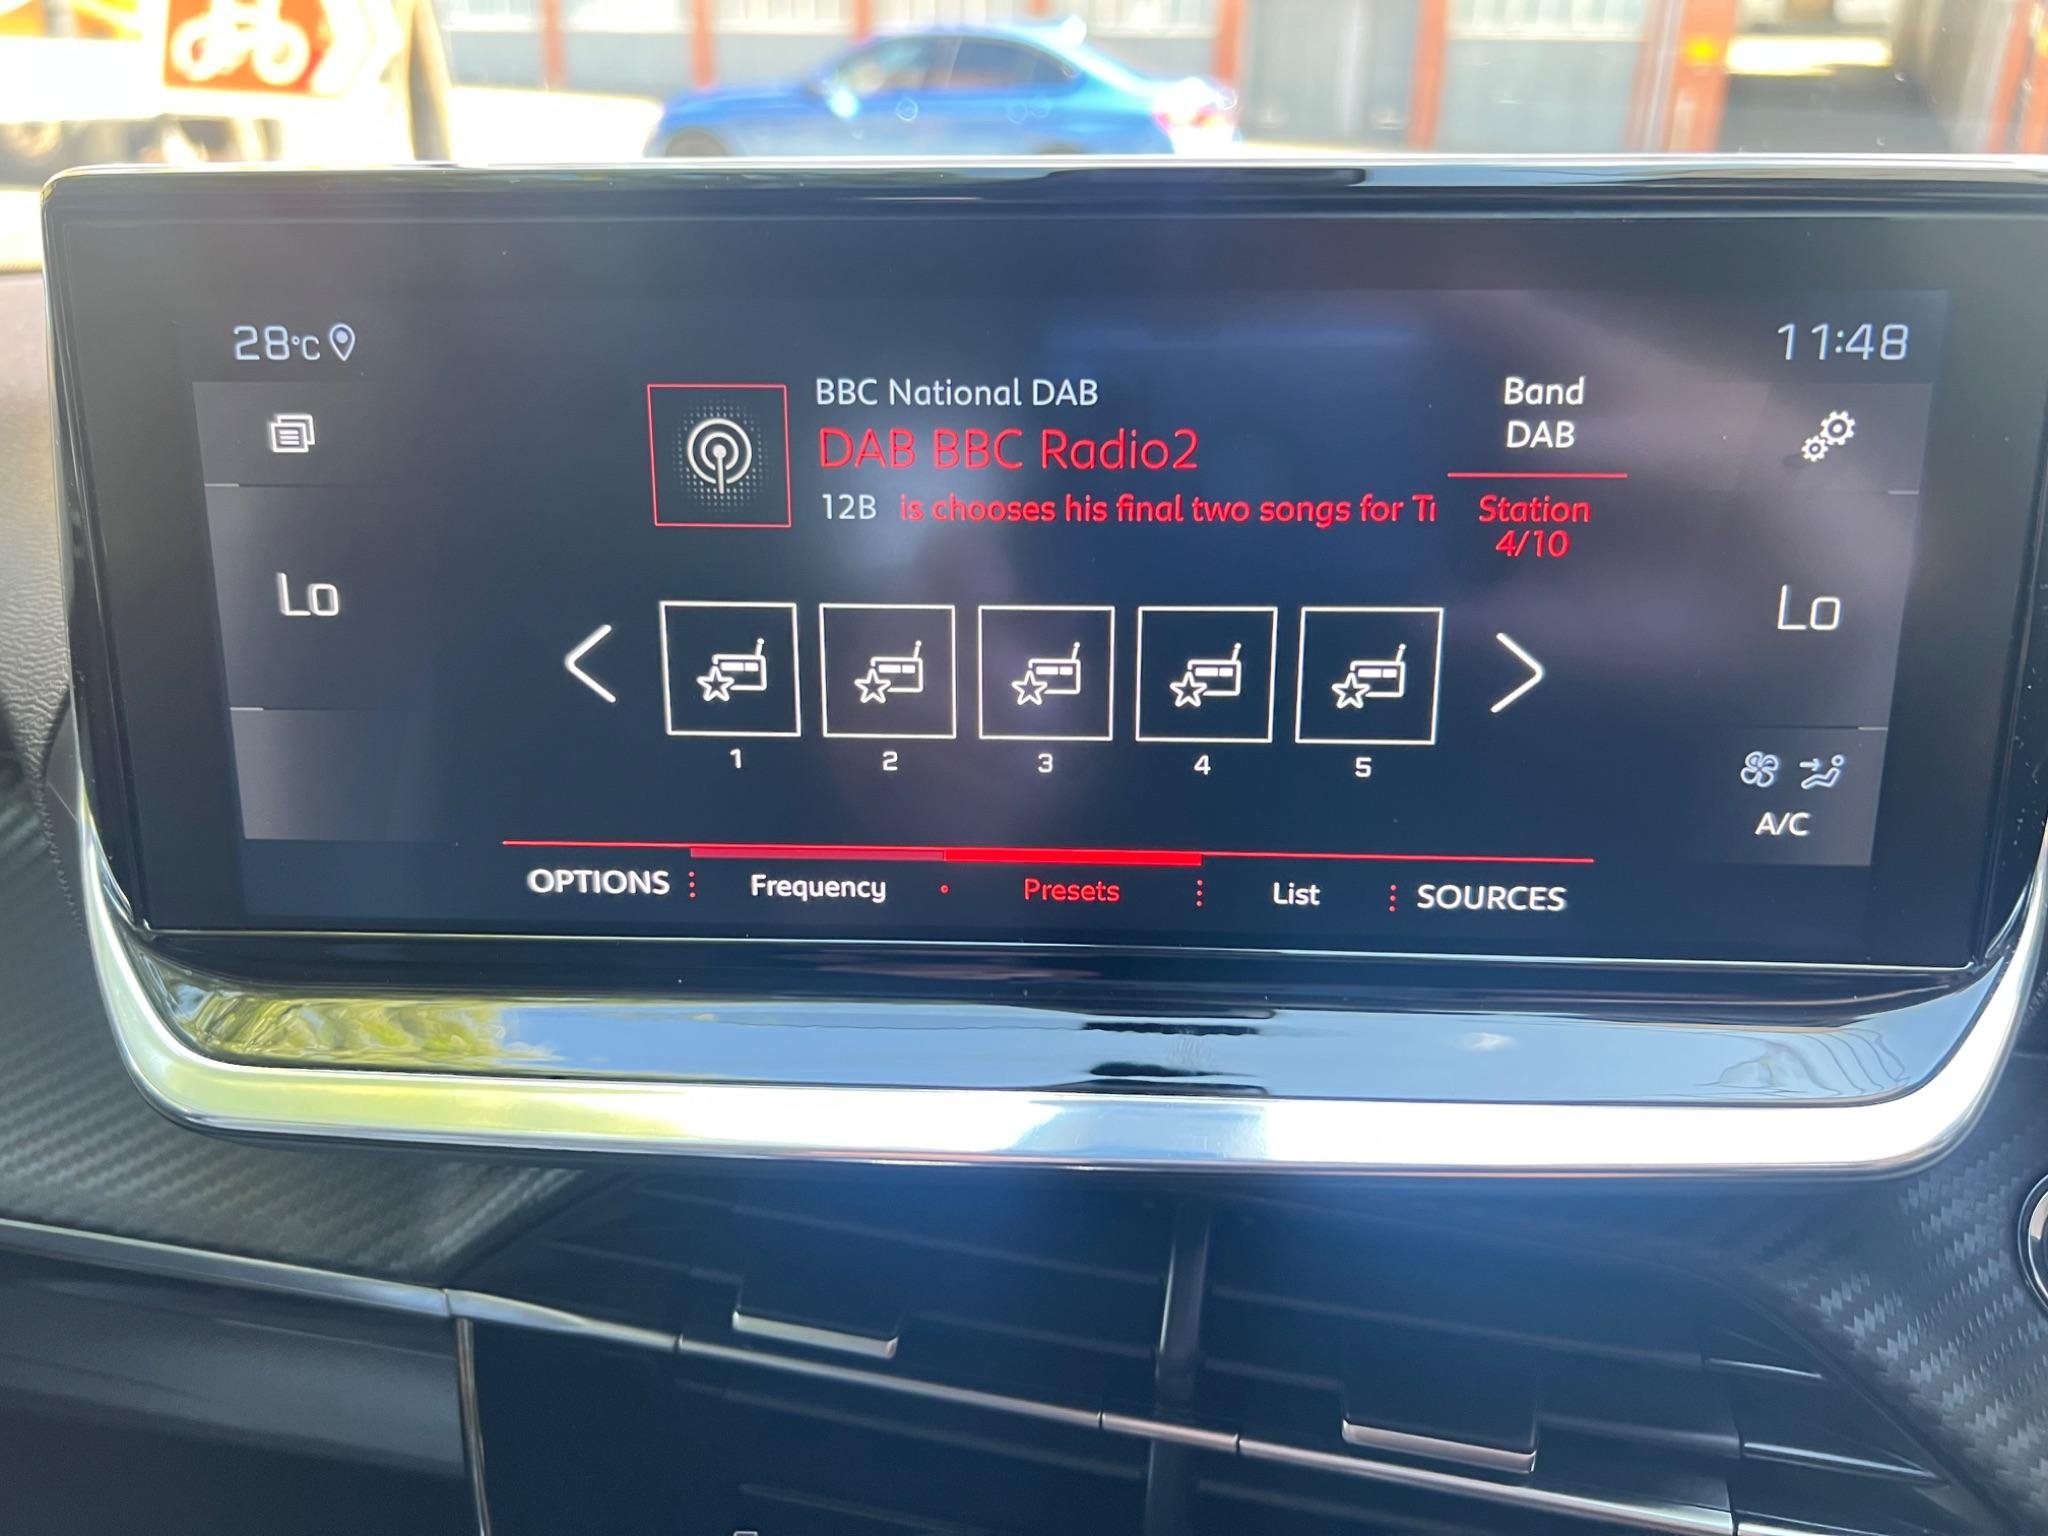 28°C
11:48
BBC National DAB
DAB BBC Radio2
12B is chooses his final two songs for
Band
DAB
Station
4/10
Lo
Lo
1 2 3 4 5
A/C
OPTIONS Frequency Presets List SOURCES